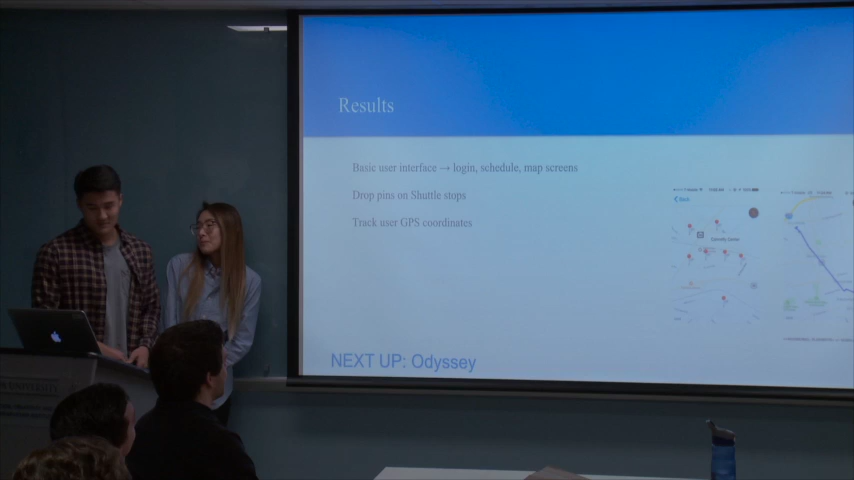 Results
Basic user interface → login, schedule, map screens
Drop pins on Shuttle stops
Track user GPS coordinates
Back
NEXT UP: Odyssey